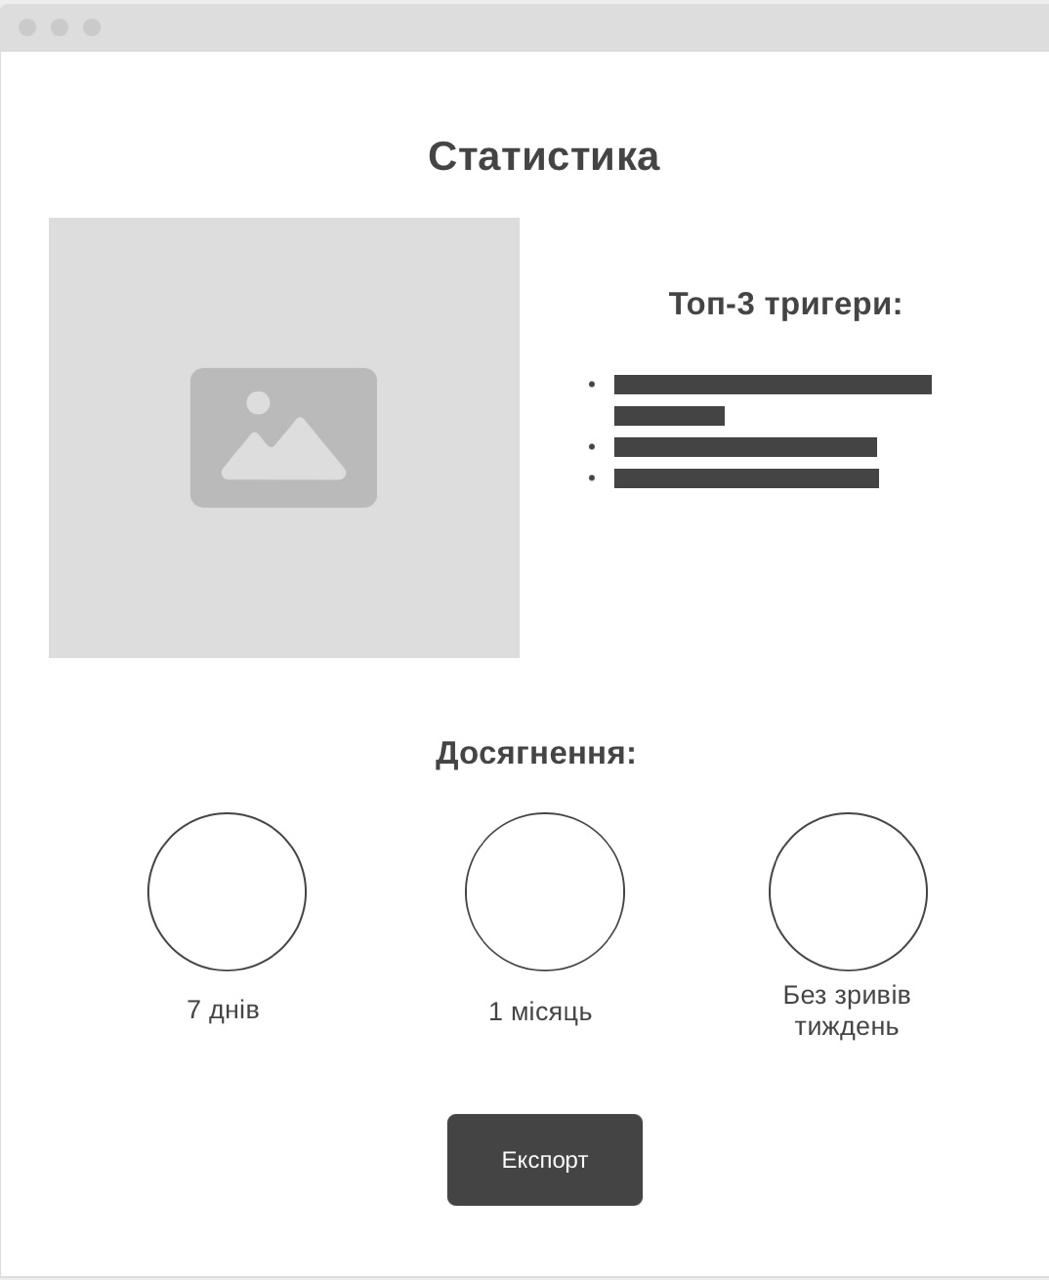 Статистика
Топ-3 тригери:
Досягнення:
7 днів
1 місяць
Без зривів
тиждень
Експорт